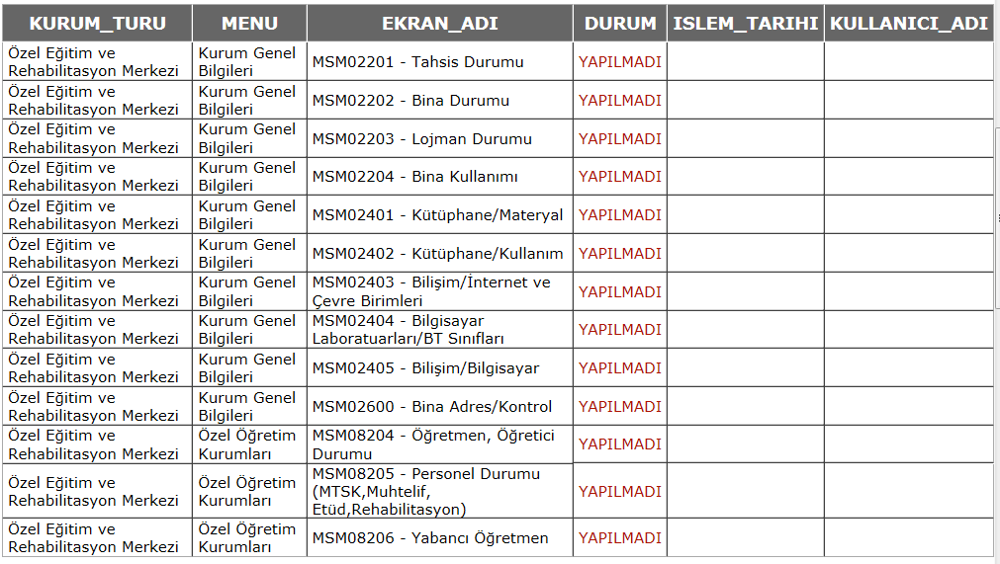 KURUM_TURU MENU EKRAN_ADI DURUM ISLEM_TARIHI KULLANICI_ADI
Özel Eğitim ve Rehabilitasyon Merkezi Kurum Genel Bilgileri MSM02201 - Tahsis Durumu YAPILMADI
Özel Eğitim ve Rehabilitasyon Merkezi Kurum Genel Bilgileri MSM02202 - Bina Durumu YAPILMADI
Özel Eğitim ve Rehabilitasyon Merkezi Kurum Genel Bilgileri MSM02203 - Lojman Durumu YAPILMADI
Özel Eğitim ve Rehabilitasyon Merkezi Kurum Genel Bilgileri MSM02204 - Bina Kullanımı YAPILMADI
Özel Eğitim ve Rehabilitasyon Merkezi Kurum Genel Bilgileri MSM02401 - Kütüphane/Materyal YAPILMADI
Özel Eğitim ve Rehabilitasyon Merkezi Kurum Genel Bilgileri MSM02402 - Kütüphane/Kullanım YAPILMADI
Özel Eğitim ve Rehabilitasyon Merkezi Kurum Genel Bilgileri MSM02403 - Bilişim/İnternet ve Çevre Birimleri YAPILMADI
Özel Eğitim ve Rehabilitasyon Merkezi Kurum Genel Bilgileri MSM02404 - Bilgisayar Laboratuarları/BT Sınıfları YAPILMADI
Özel Eğitim ve Rehabilitasyon Merkezi Kurum Genel Bilgileri MSM02405 - Bilişim/Bilgisayar YAPILMADI
Özel Eğitim ve Rehabilitasyon Merkezi Kurum Genel Bilgileri MSM02600 - Bina Adres/Kontrol YAPILMADI
Özel Eğitim ve Rehabilitasyon Merkezi Özel Öğretim Kurumları MSM08204 - Öğretmen, Öğretici Durumu YAPILMADI
Özel Eğitim ve Rehabilitasyon Merkezi Özel Öğretim Kurumları MSM08205 - Personel Durumu (MTSK,Muhtelif, Etüd,Rehabilitasyon) YAPILMADI
Özel Eğitim ve Rehabilitasyon Merkezi Özel Öğretim Kurumları MSM08206 - Yabancı Öğretmen YAPILMADI